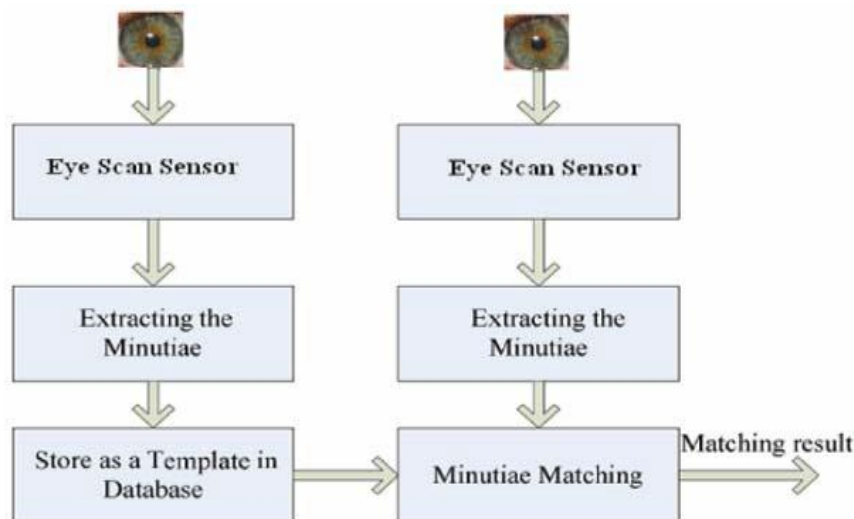 Eye Scan Sensor
Eye Scan Sensor
Extracting the
Minutiae
Extracting the
Minutiae
Store as a Template in
Database
Minutiae Matching
Matching result